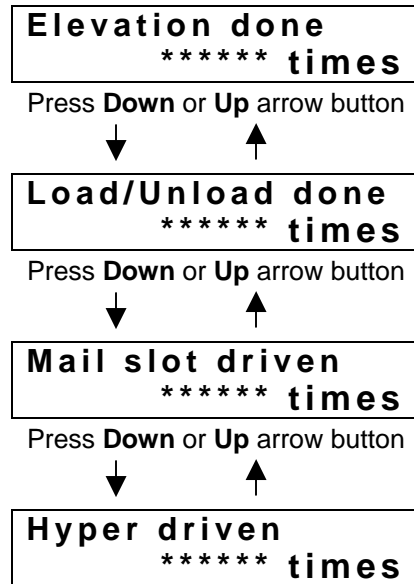 Elevation done
****** times
Press Down or Up arrow button
Load/Unload done
****** times
Press Down or Up arrow button
Mail slot driven
****** times
Press Down or Up arrow button
Hyper driven
****** times